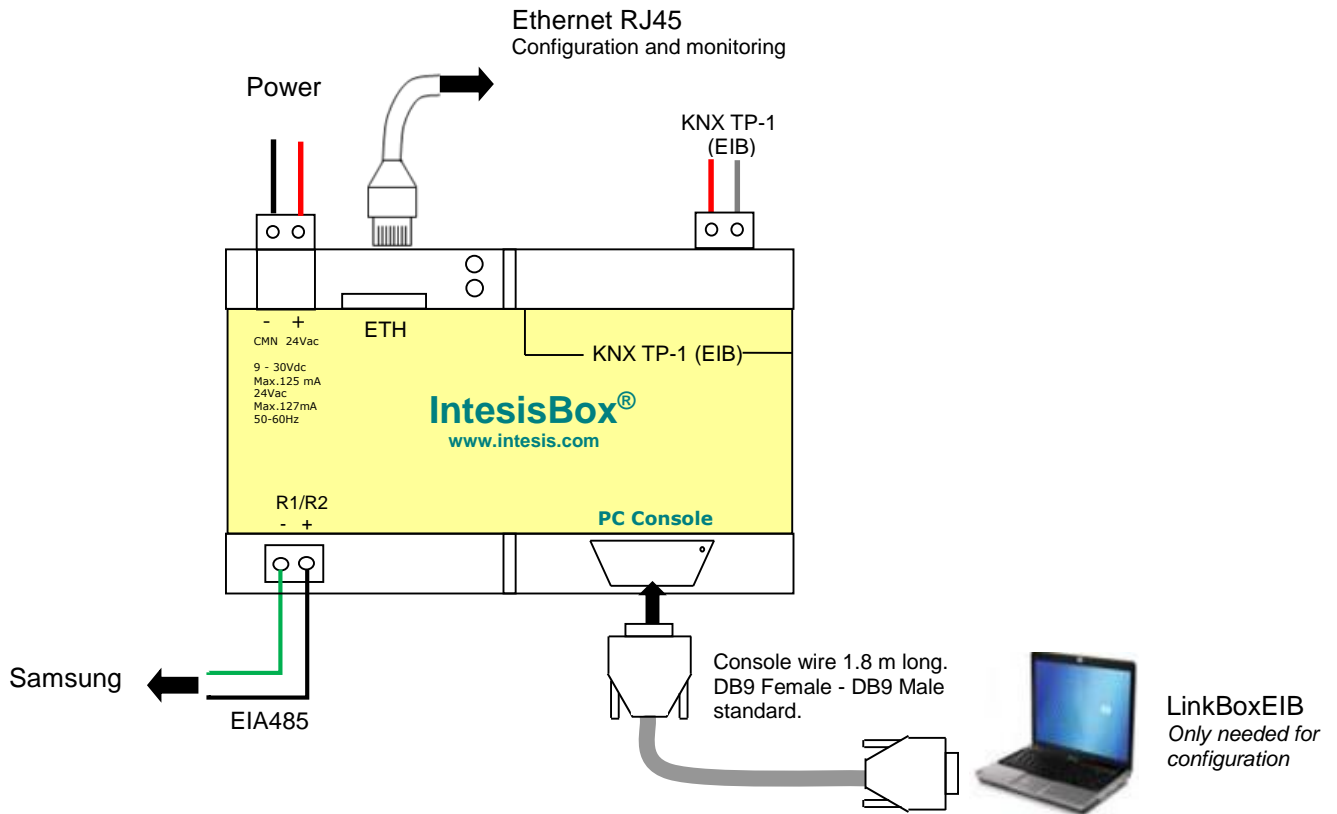 Ethernet RJ45
Configuration and monitoring
Power
KNX TP-1
(EIB)
- +
CMN 24Vac
ETH
KNX TP-1 (EIB)
9 - 30Vdc
Max.125 mA
24Vac
Max.127mA
50-60Hz
IntesisBox®
www.intesis.com
R1/R2
- +
PC Console
Samsung
EIA485
Console wire 1.8 m long.
DB9 Female - DB9 Male
standard.
LinkBoxEIB
Only needed for
configuration